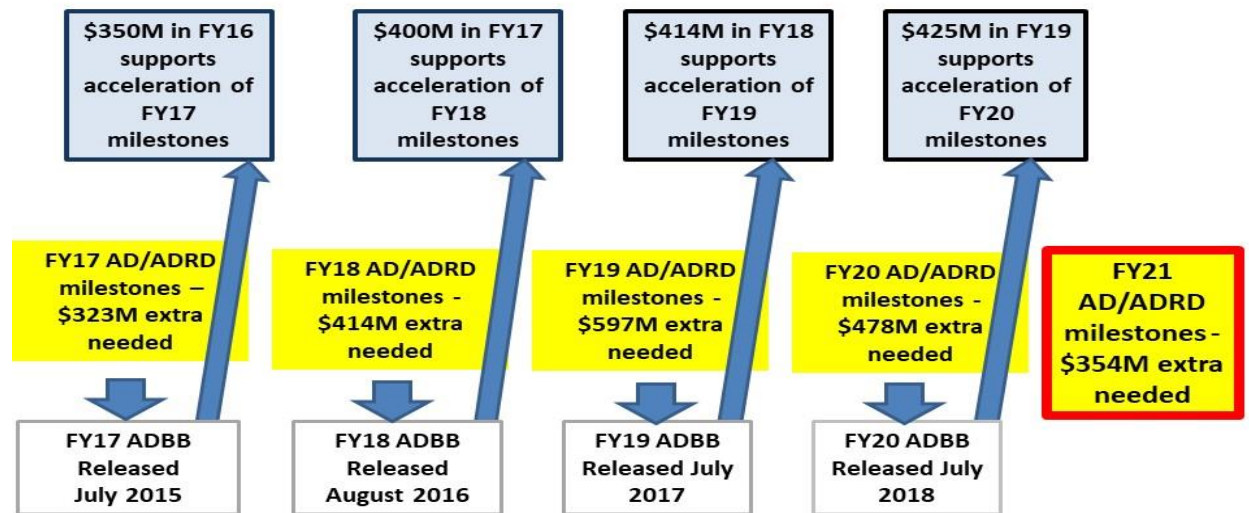 $350M in FY16
supports
acceleration of
FY17
milestones
$400M in FY17
supports
acceleration of
FY18
milestones
$414M in FY18
supports
acceleration of
FY19
milestones
$425M in FY19
supports
acceleration of
FY20
milestones
FY17 AD/ADRD
milestones –
$323M extra
needed
FY18 AD/ADRD
milestones -
$414M extra
needed
FY19 AD/ADRD
milestones -
$597M extra
needed
FY20 AD/ADRD
milestones -
$478M extra
needed
FY21
AD/ADRD
milestones -
$354M extra
needed
FY17 ADBB
Released
July 2015
FY18 ADBB
Released
August 2016
FY19 ADBB
Released July
2017
FY20 ADBB
Released July
2018